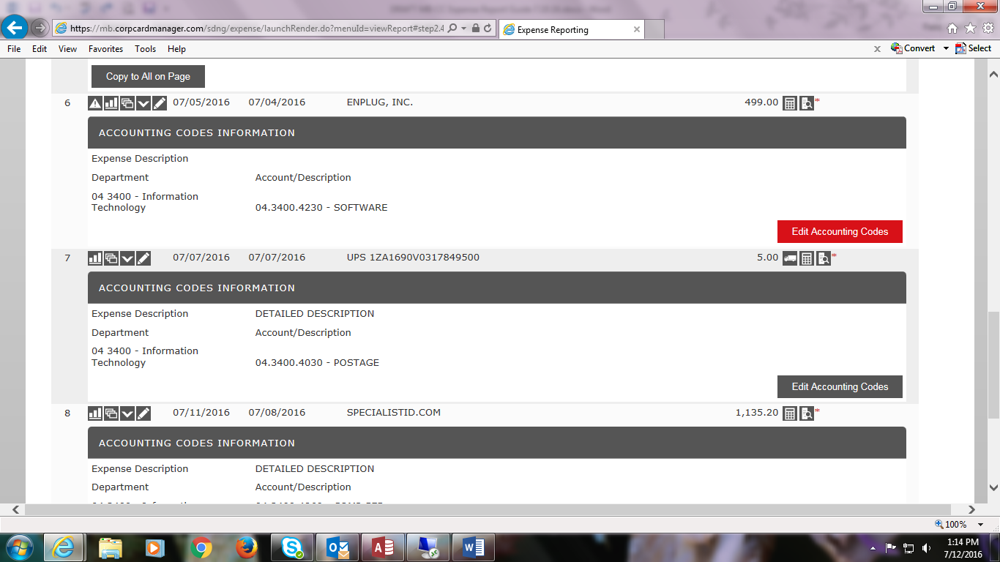 https://mb.corpcardmanager.com/sdng/expense/launchRender.do?menuId=viewReport#step2.4
Expense Reporting
File Edit View Favorites Tools Help
x Convert Select
Copy to All on Page
6 07/05/2016 07/04/2016 ENPLUG, INC. 499.00 *
ACCOUNTING CODES INFORMATION
Expense Description
Department Account/Description
04 3400 - Information
Technology 04.3400.4230 - SOFTWARE
Edit Accounting Codes
7 07/07/2016 07/07/2016 UPS 1ZA1690V0317849500 5.00 *
ACCOUNTING CODES INFORMATION
Expense Description DETAILED DESCRIPTION
Department Account/Description
04 3400 - Information
Technology 04.3400.4030 - POSTAGE
Edit Accounting Codes
8 07/11/2016 07/08/2016 SPECIALISTID.COM 1,135.20 *
ACCOUNTING CODES INFORMATION
Expense Description DETAILED DESCRIPTION
Department Account/Description
100%
1:14 PM
7/12/2016